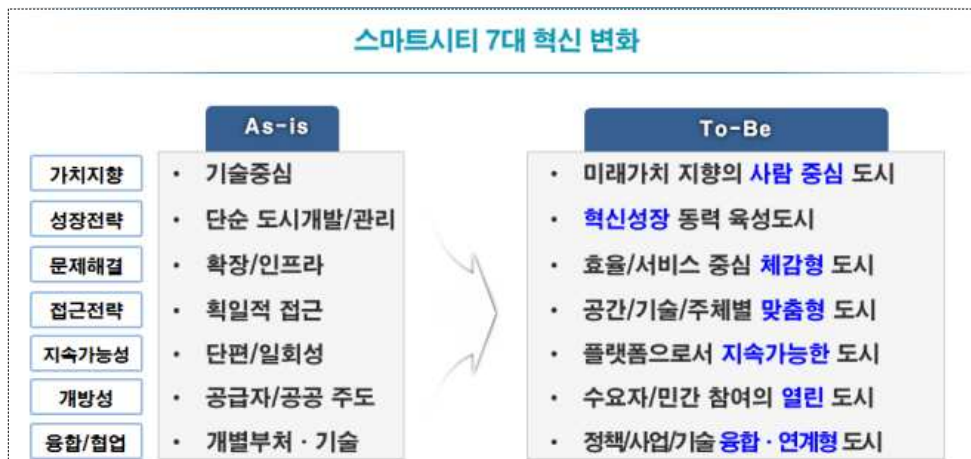 스마트시티 7대 혁신 변화
As-is
To-Be
가치지향 • 기술중심 • 미래가치 지향의 사람 중심 도시
성장전략 • 단순 도시개발/관리 • 혁신성장 동력 육성도시
문제해결 • 확장/인프라 • 효율/서비스 중심 체감형 도시
접근전략 • 획일적 접근 • 공간/기술/주체별 맞춤형 도시
지속가능성 • 단편/일회성 • 플랫폼으로서 지속가능한 도시
개방성 • 공급자/공공 주도 • 수요자/민간 참여의 열린 도시
융합/협업 • 개별부처 · 기술 • 정책/사업/기술 융합 · 연계형 도시